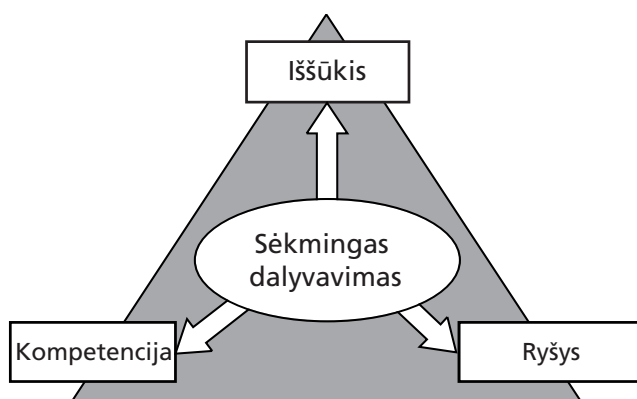 Iššūkis
Sėkmingas
dalyvavimas
Kompetencija
Ryšys